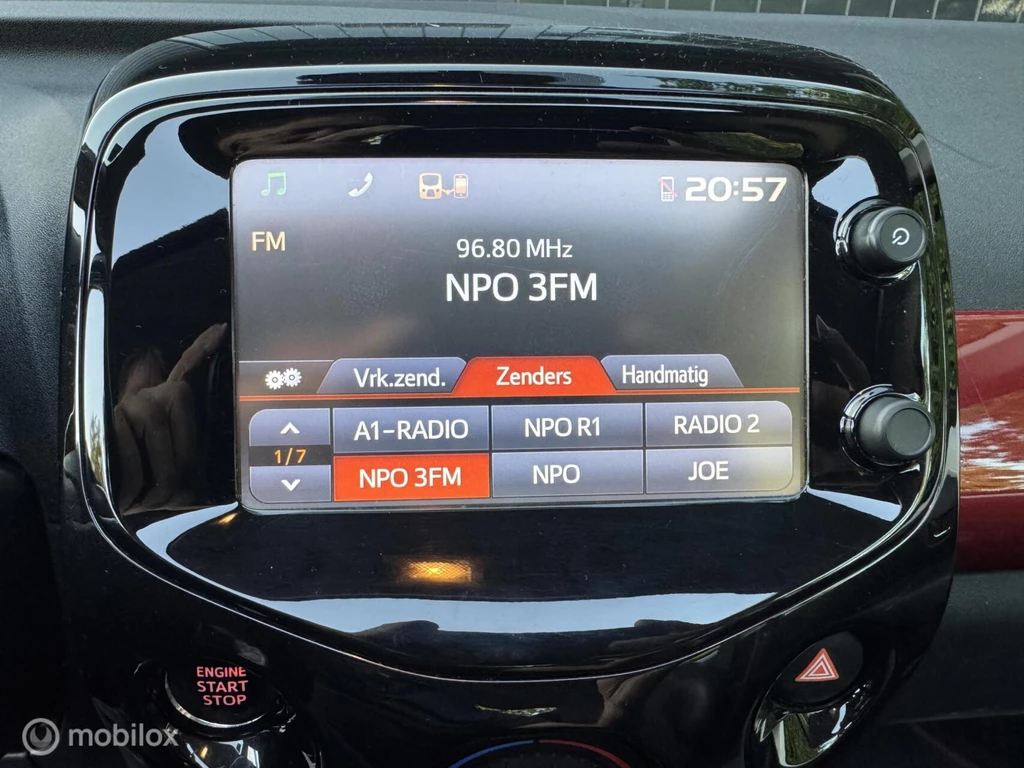 20:57
FM
96.80 MHz
NPO 3FM
Vrk.zend. Zenders Handmatig
A1-RADIO NPO R1 RADIO 2
1/7
NPO 3FM NPO JOE
ENGINE
START
STOP
mobilox